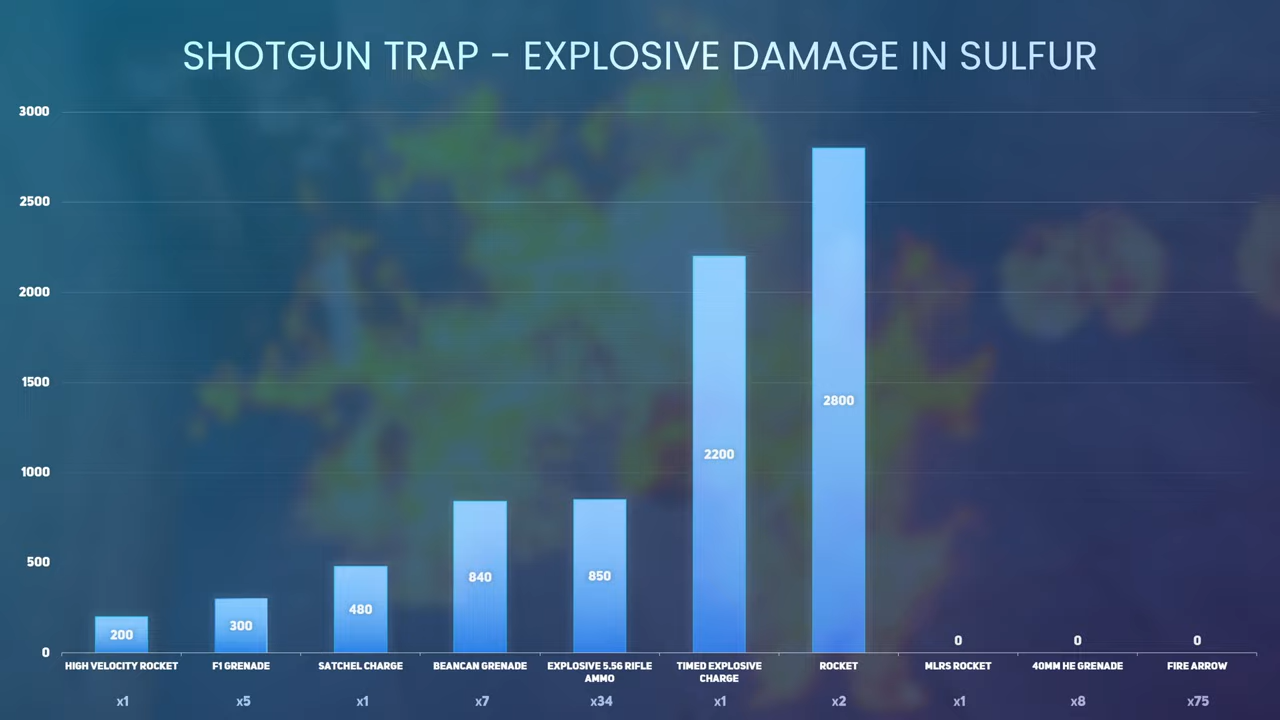 SHOTGUN TRAP - EXPLOSIVE DAMAGE IN SULFUR
3000
2500
2000
1500
1000
500
0
200
300
480
840
850
2200
2800
0
0
0
HIGH VELOCITY ROCKET
F1 GRENADE
SATCHEL CHARGE
BEANCAN GRENADE
EXPLOSIVE 5.56 RIFLE
AMMO
TIMED EXPLOSIVE
CHARGE
ROCKET
MLRS ROCKET
40MM HE GRENADE
FIRE ARROW
x1
x5
x1
x7
x34
x1
x2
x1
x8
x75